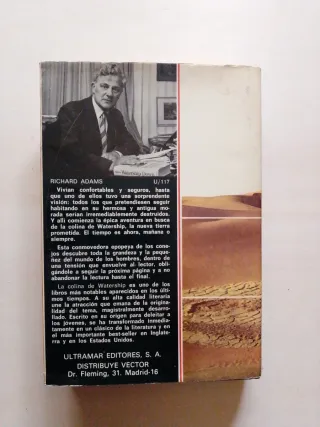 RICHARD ADAMS U/117
Vivían confortables y seguros, hasta
que uno de ellos tuvo una sorprendente
visión: todos los que pretendiesen seguir
habitando en su hermosa y antigua mo-
rada serían irremediablemente destruidos.
Y allí comienza la épica aventura en busca
de la colina de Watership, la nueva tierra
prometida. El tiempo es ahora, mañana o
siempre.
Esta conmovedora epopeya de los cone-
jos descubre toda la grandeza y la peque-
ñez del mundo de los hombres, dentro de
una tensión que envuelve al lector, obli-
gándole a seguir la próxima página y a no
abandonar la lectura hasta el final.
La colina de Watership es uno de los
libros más notables aparecidos en los últi-
mos tiempos. A su alta calidad literaria
une la atracción que emana de la originali-
dad del tema, magistralmente desarro-
llado. Escrito en su origen para deleitar a
los jóvenes, se ha transformado inmedia-
tamente en un clásico de la literatura y en
el más importante best-seller en Inglate-
rra y en los Estados Unidos.
ULTRAMAR EDITORES, S. A.
DISTRIBUYE VECTOR
Dr. Fleming, 31. Madrid-16